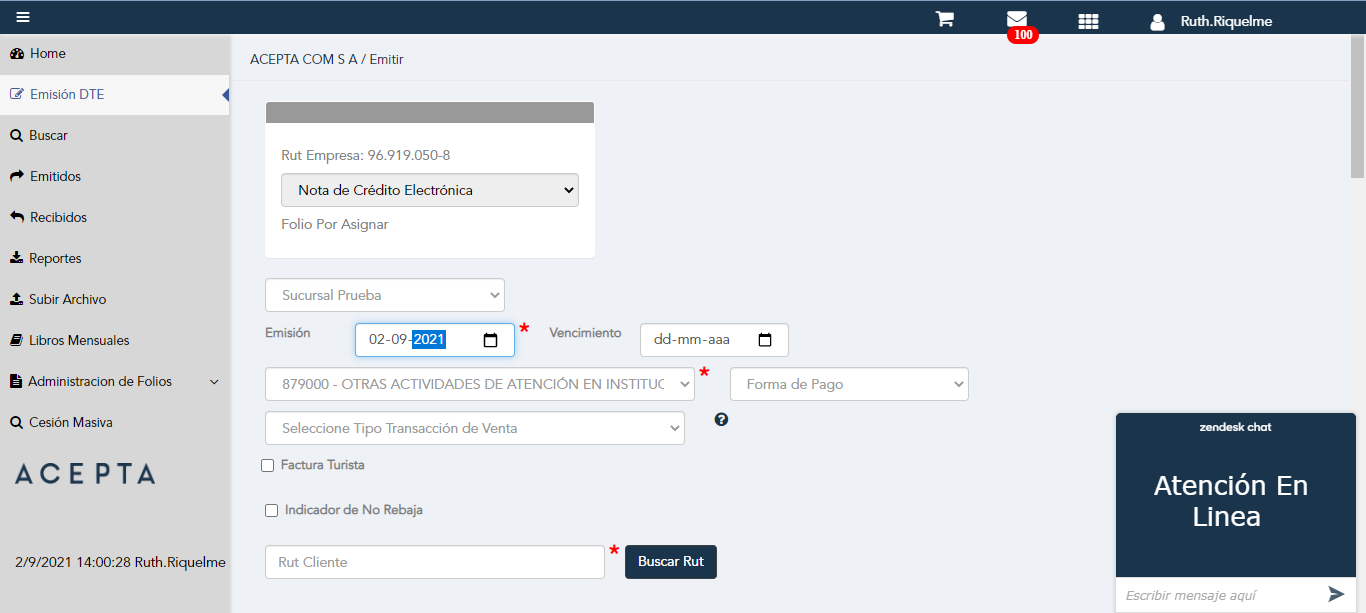 100
Ruth.Riquelme
Home
Emisión DTE
Buscar
Emitidos
Recibidos
Reportes
Subir Archivo
Libros Mensuales
Administracion de Folios
Cesión Masiva
ACEPTA
2/9/2021 14:00:28 Ruth.Riquelme
ACEPTA COM S A / Emitir
Rut Empresa: 96.919.050-8
Nota de Crédito Electrónica
Folio Por Asignar
Sucursal Prueba
Emisión 02-09-2021 * Vencimiento dd-mm-aaa
879000 - OTRAS ACTIVIDADES DE ATENCIÓN EN INSTITUC * Forma de Pago
Seleccione Tipo Transacción de Venta ?
Factura Turista
Indicador de No Rebaja
Rut Cliente * Buscar Rut
zendesk chat
Atención En
Linea
Escribir mensaje aquí